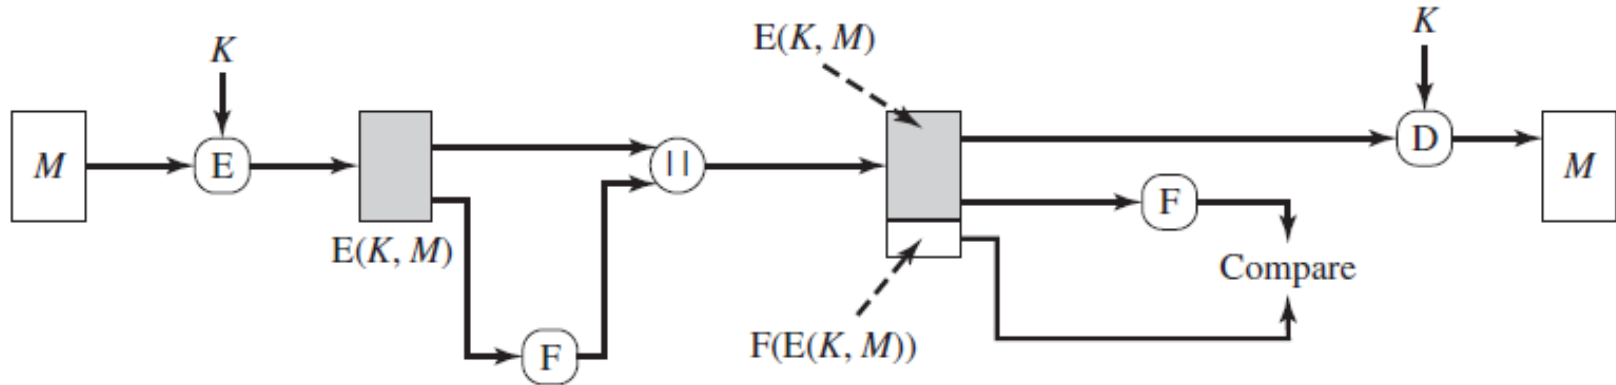 K
M
E
E(K, M)
F
||
E(K, M)
F(E(K, M))
K
D
F
Compare
M